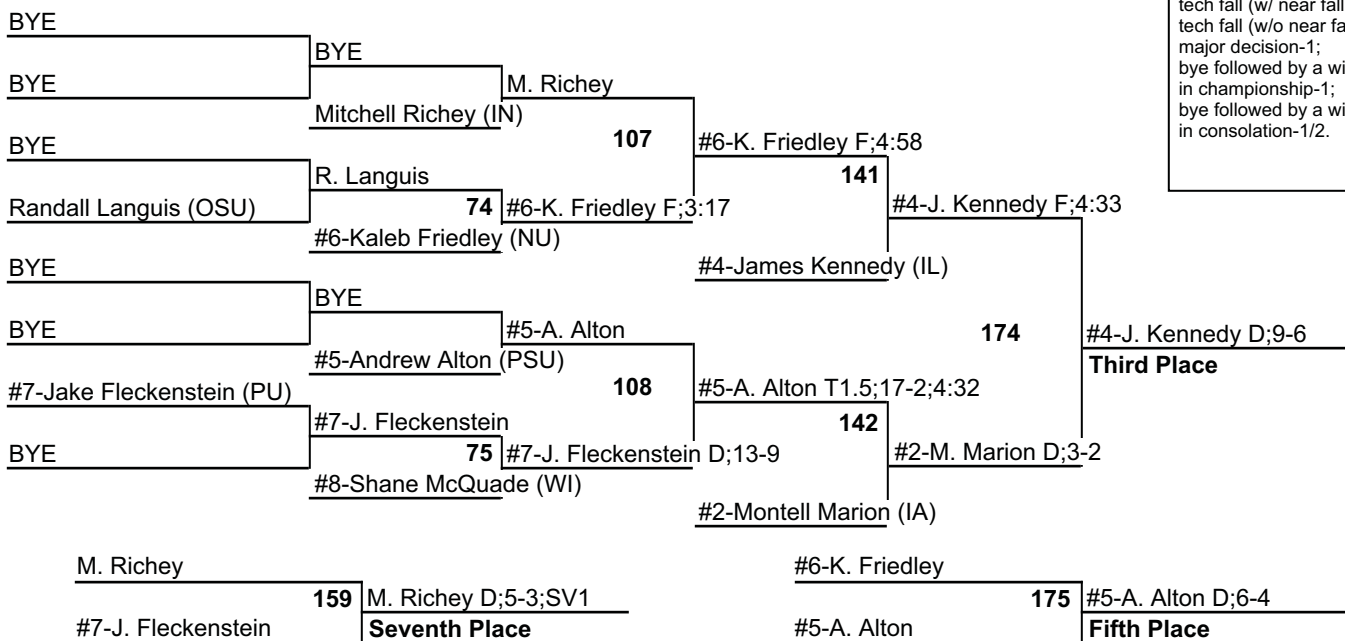 tech fall (w/ near fall
tech fall (w/o near fa
major decision-1;
bye followed by a wi
in championship-1;
bye followed by a wi
in consolation-1/2.
BYE
BYE
BYE
M. Richey
Mitchell Richey (IN)
107
BYE
#6-K. Friedley F;4:58
R. Languis
141
Randall Languis (OSU)
74
#6-K. Friedley F;3:17
#4-J. Kennedy F;4:33
#6-Kaleb Friedley (NU)
BYE
#4-James Kennedy (IL)
BYE
BYE
#5-A. Alton
174
#4-J. Kennedy D;9-6
#5-Andrew Alton (PSU)
Third Place
#7-Jake Fleckenstein (PU)
108
#5-A. Alton T1.5;17-2;4:32
#7-J. Fleckenstein
142
BYE
75
#7-J. Fleckenstein D;13-9
#2-M. Marion D;3-2
#8-Shane McQuade (WI)
#2-Montell Marion (IA)
M. Richey
159
M. Richey D;5-3;SV1
#7-J. Fleckenstein
Seventh Place
#6-K. Friedley
175
#5-A. Alton D;6-4
#5-A. Alton
Fifth Place